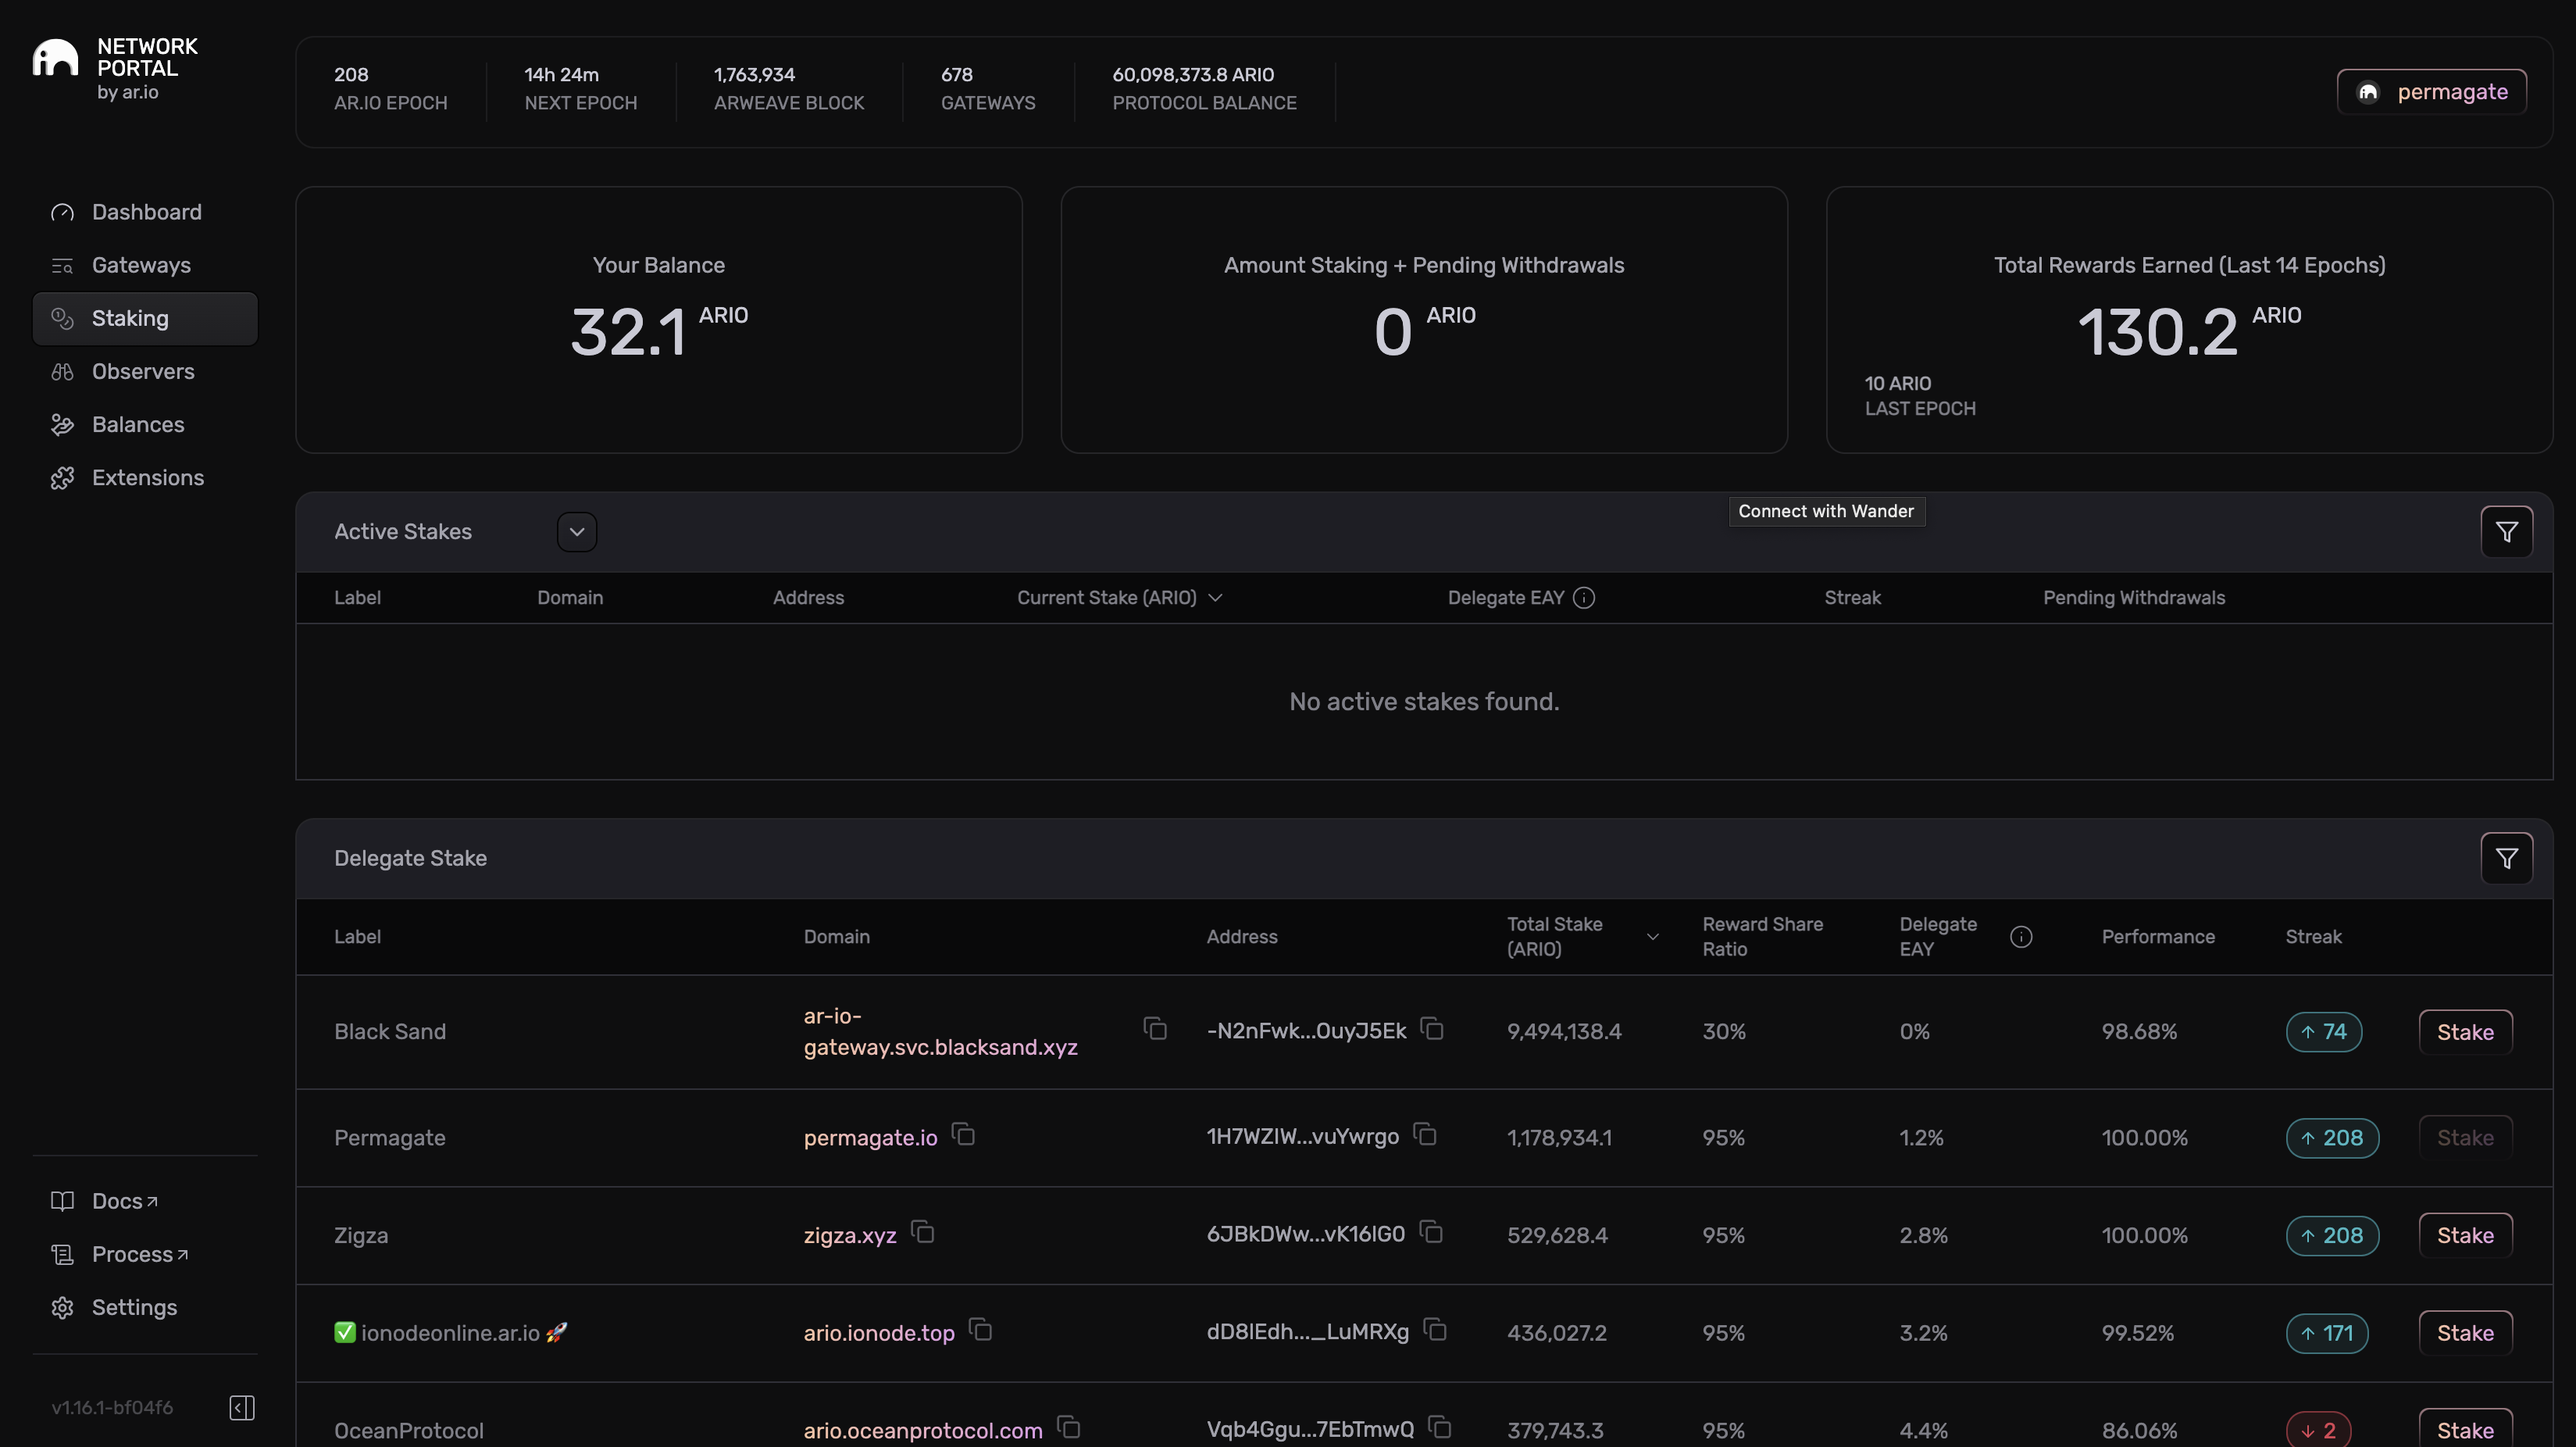 NETWORK
PORTAL
by ar.io
208
AR.IO EPOCH
14h 24m
NEXT EPOCH
1,763,934
ARWEAVE BLOCK
678
GATEWAYS
60,098,373.8 ARIO
PROTOCOL BALANCE
permagate
Dashboard
Gateways
Staking
Observers
Balances
Extensions
Your Balance
32.1 ARIO
Amount Staking + Pending Withdrawals
0 ARIO
Total Rewards Earned (Last 14 Epochs)
130.2 ARIO
10 ARIO
LAST EPOCH
Active Stakes
Connect with Wander
Label Domain Address Current Stake (ARIO) Delegate EAY Streak Pending Withdrawals
No active stakes found.
Delegate Stake
Label Domain Address Total Stake (ARIO) Reward Share Ratio Delegate EAY Performance Streak
Black Sand ar-io-gateway.svc.blacksand.xyz -N2nFwk...0uyJ5Ek 9,494,138.4 30% 0% 98.68% 74 Stake
Permagate permagate.io 1H7WZIW...vuYwrgo 1,178,934.1 95% 1.2% 100.00% 208 Stake
Zigza zigza.xyz 6JBkDWw...vK16IG0 529,628.4 95% 2.8% 100.00% 208 Stake
✅ ionodeonline.ar.io 🚀 ario.ionode.top dD8IEdh..._LuMRXg 436,027.2 95% 3.2% 99.52% 171 Stake
OceanProtocol ario.oceanprotocol.com Vqb4Ggu...7EbTmwQ 379,743.3 95% 4.4% 86.06% 2 Stake
Docs
Process
Settings
v1.16.1-bf04f6